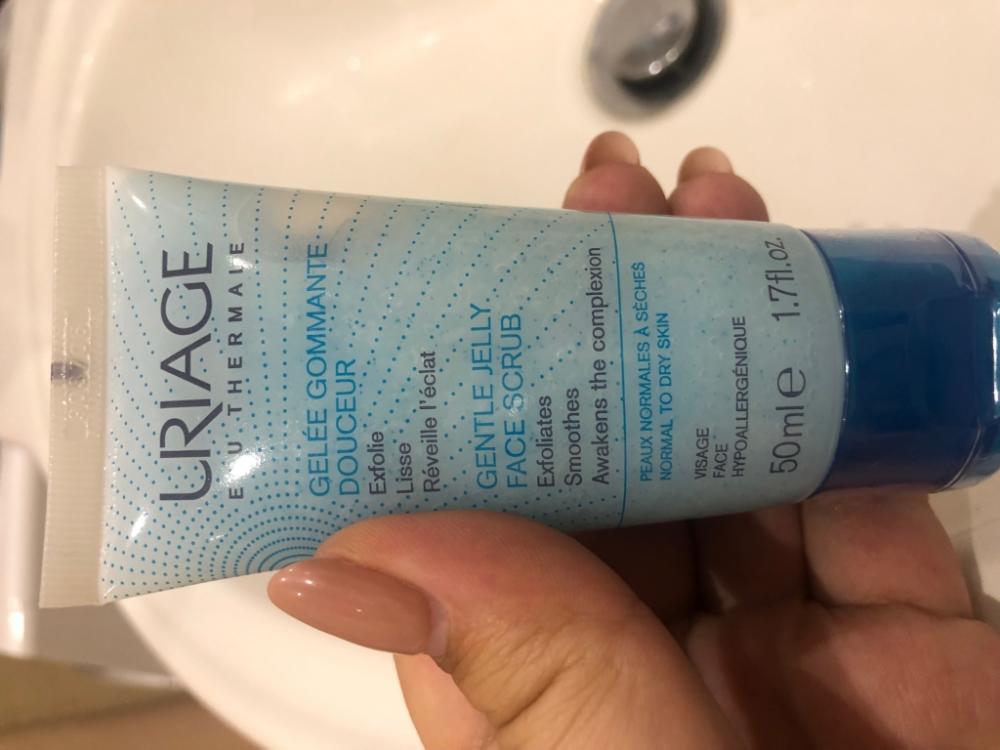 URIAGE
EAU THERMALE
GELÉE GOMMANTE
DOUCEUR
Exfolie
Lisse
Réveille l'éclat
GENTLE JELLY
FACE SCRUB
Exfoliates
Smoothes
Awakens the complexion
PEAUX NORMALES À SÈCHES
NORMAL TO DRY SKIN
VISAGE
FACE
HYPOALLERGÉNIQUE
50ml℮ 1.7fl.oz.